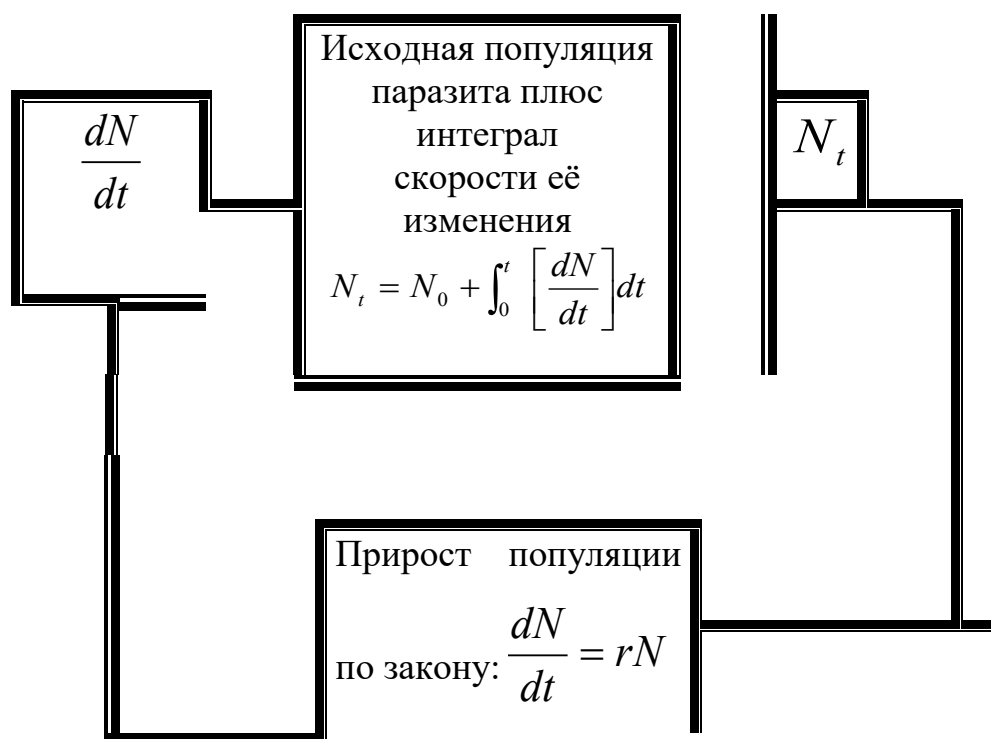 dN/dt
Исходная популяция
паразита плюс
интеграл
скорости её
изменения
N_t = N_0 + ∫_0^t [dN/dt] dt
N_t
Прирост популяции
по закону: dN/dt = rN